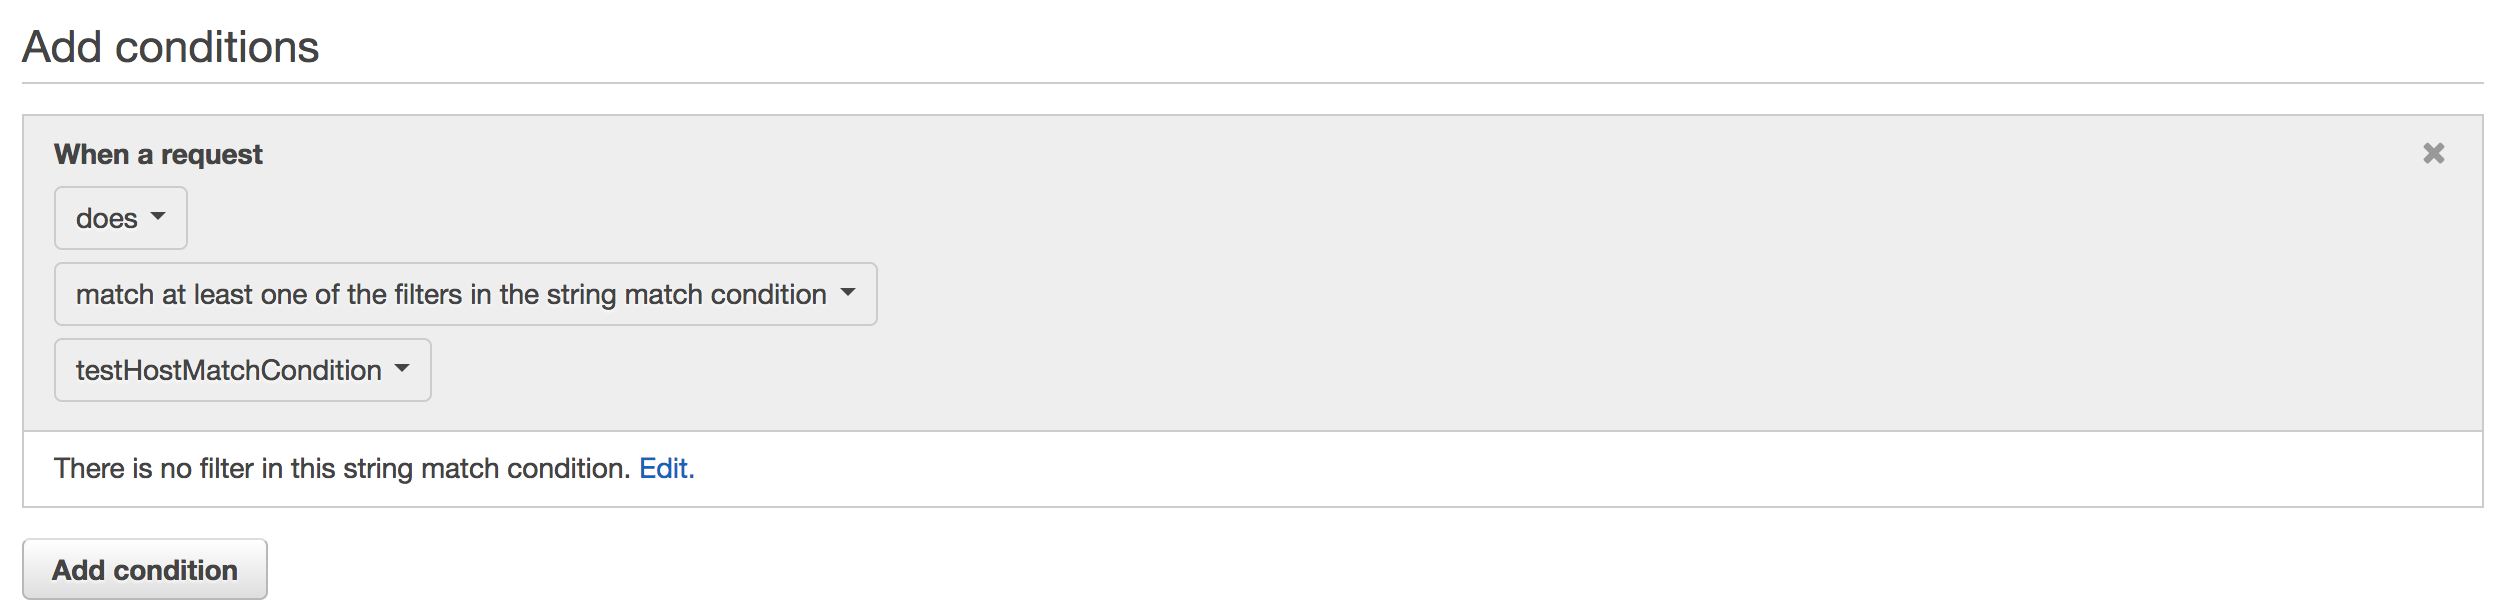 Add conditions
When a request
does
match at least one of the filters in the string match condition
testHostMatchCondition
There is no filter in this string match condition. Edit.
Add condition